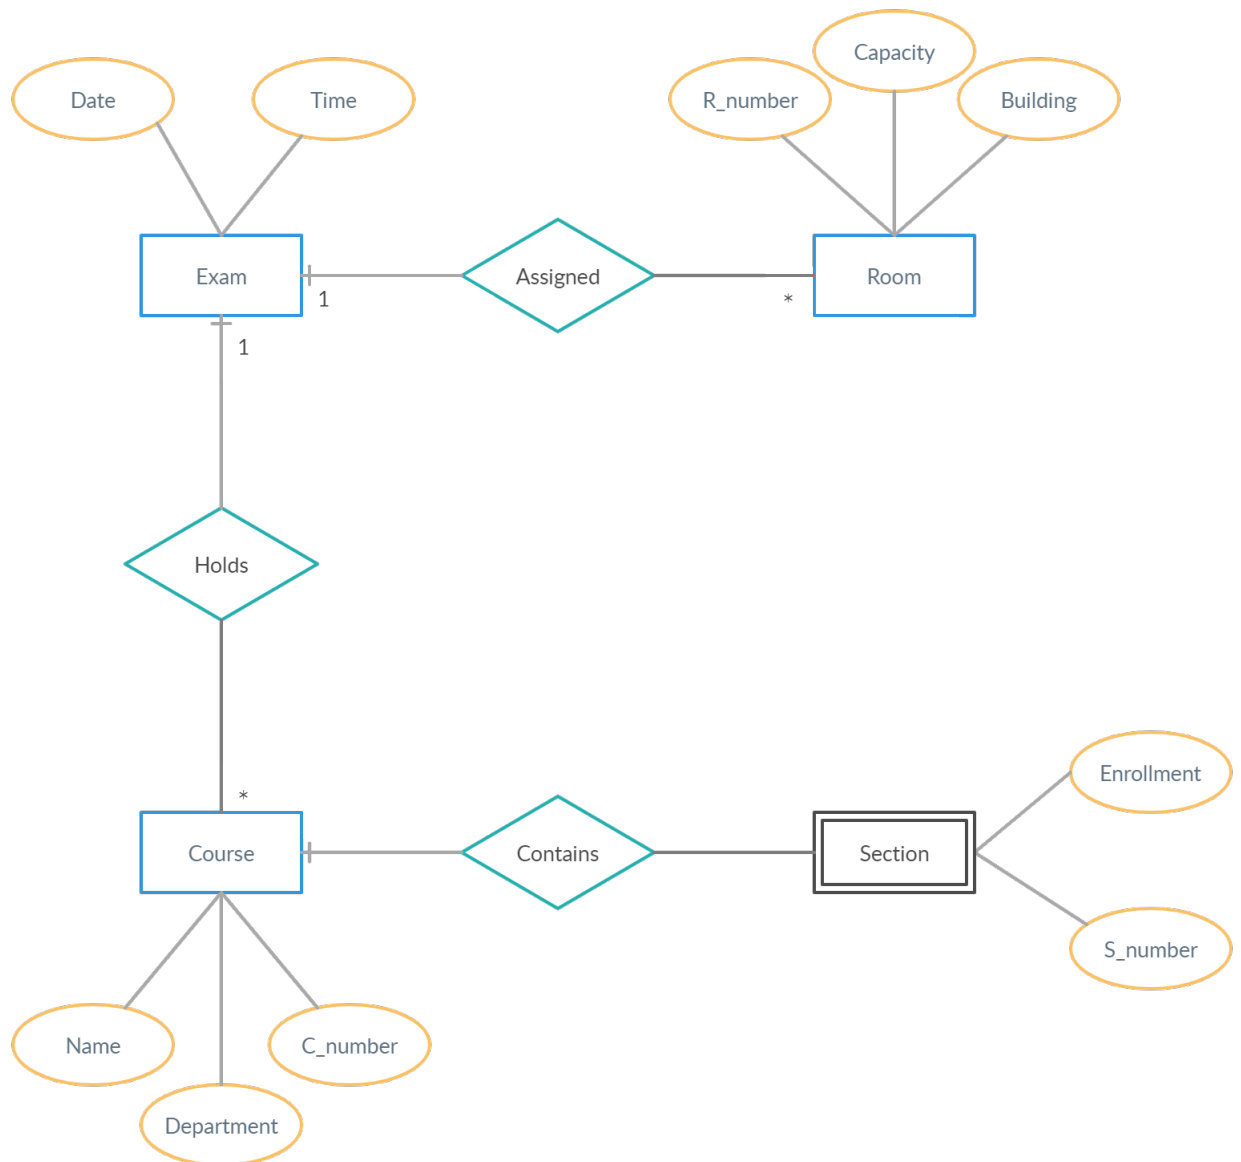 Capacity
Date
Time
R_number
Building
Exam
Assigned
Room
1
*
1
Holds
Enrollment
*
Course
Contains
Section
S_number
Name
C_number
Department